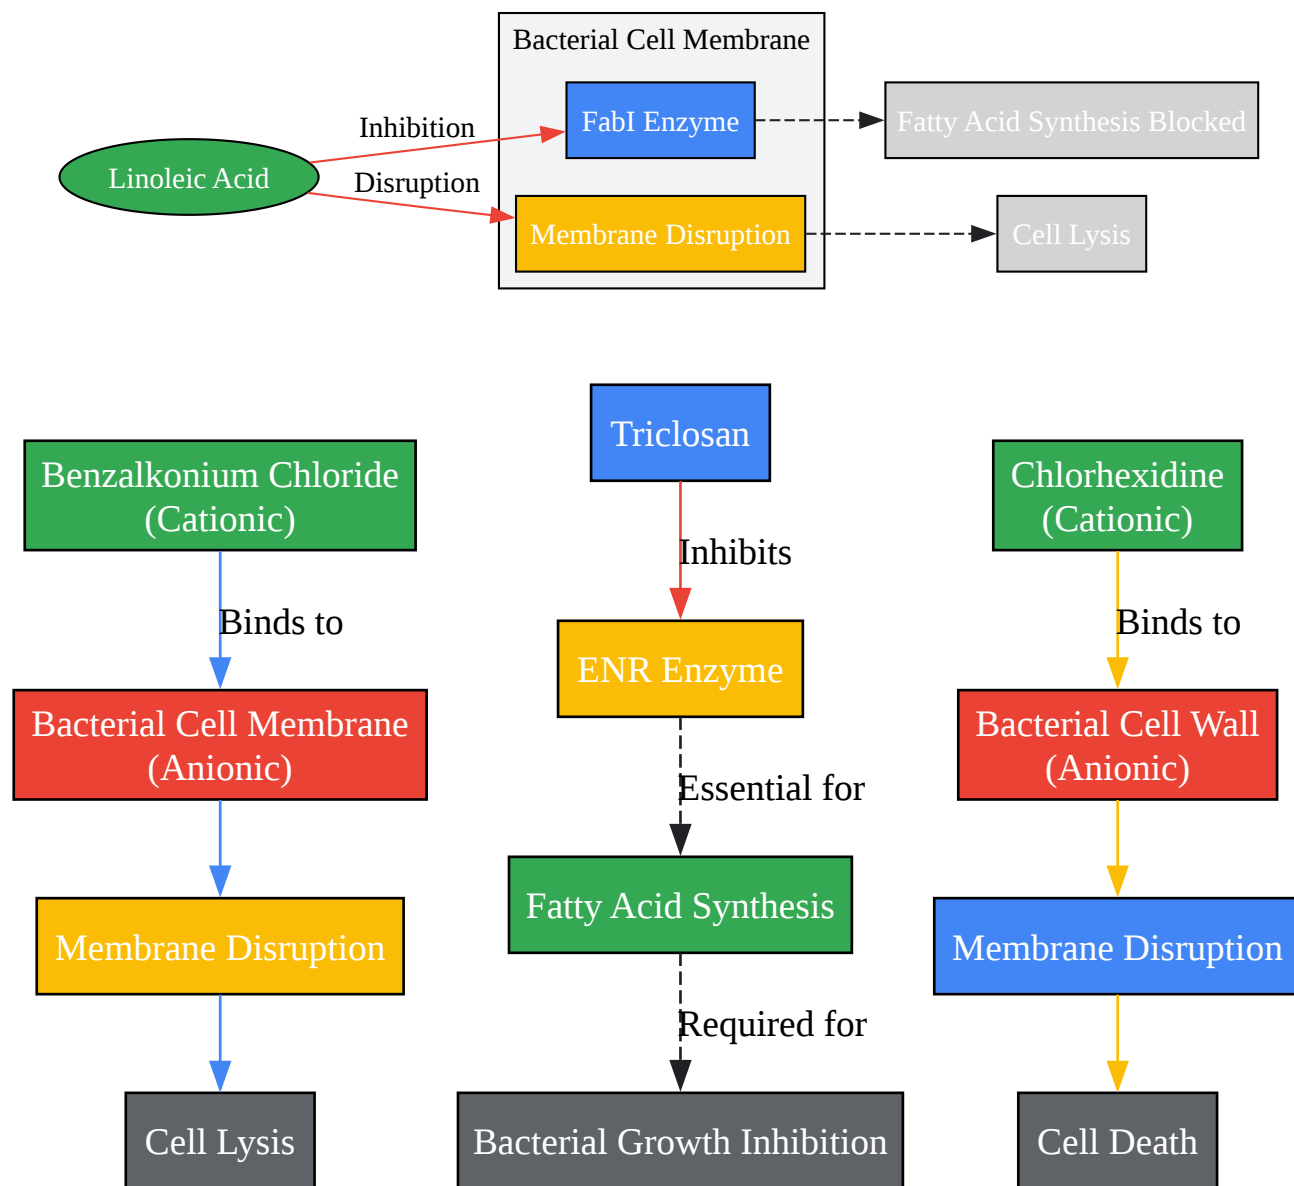 Bacterial Cell Membrane
Inhibition
FabI Enzyme
Fatty Acid Synthesis Blocked
Linoleic Acid
Disruption
Membrane Disruption
Cell Lysis
Benzalkonium Chloride
(Cationic)
Binds to
Bacterial Cell Membrane
(Anionic)
Membrane Disruption
Cell Lysis
Triclosan
Inhibits
ENR Enzyme
Essential for
Fatty Acid Synthesis
Required for
Bacterial Growth Inhibition
Chlorhexidine
(Cationic)
Binds to
Bacterial Cell Wall
(Anionic)
Membrane Disruption
Cell Death